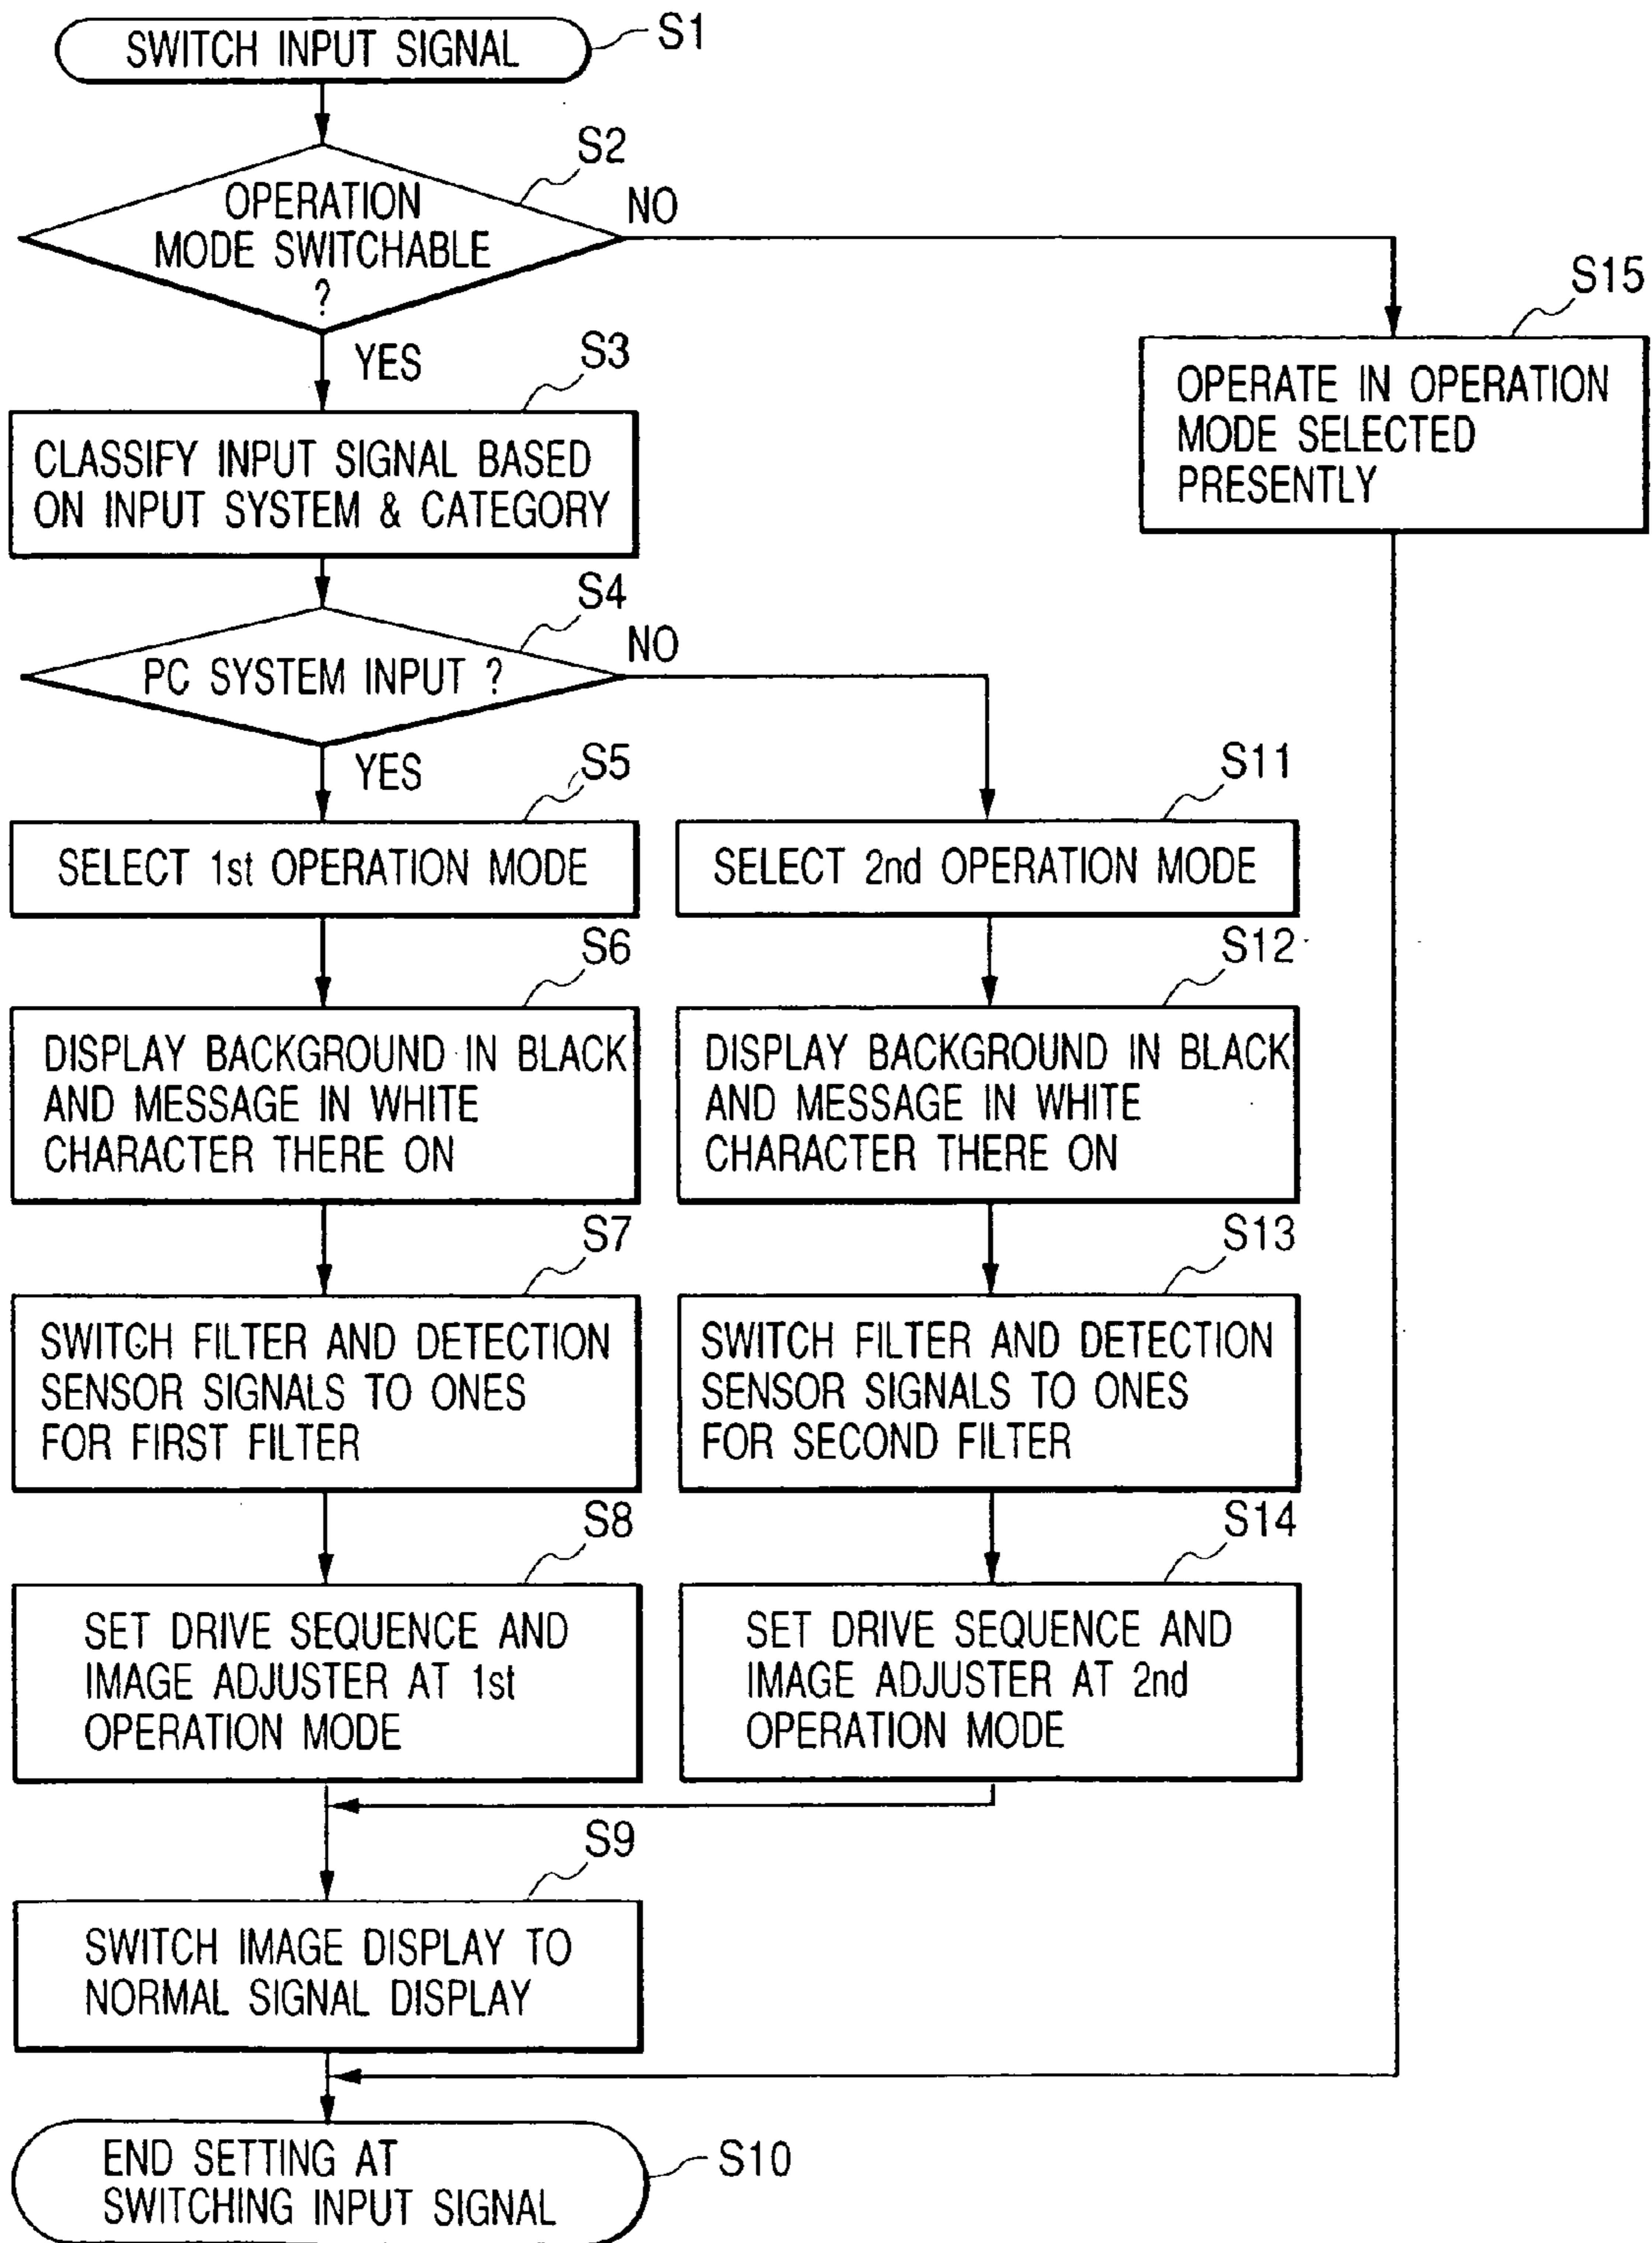 SWITCH INPUT SIGNAL
S1
S2
OPERATION
MODE SWITCHABLE
?
NO
YES
S15
OPERATE IN OPERATION
MODE SELECTED
PRESENTLY
S3
CLASSIFY INPUT SIGNAL BASED
ON INPUT SYSTEM & CATEGORY
S4
PC SYSTEM INPUT ?
NO
YES
S5
SELECT 1st OPERATION MODE
S11
SELECT 2nd OPERATION MODE
S6
DISPLAY BACKGROUND IN BLACK
AND MESSAGE IN WHITE
CHARACTER THERE ON
S12
DISPLAY BACKGROUND IN BLACK
AND MESSAGE IN WHITE
CHARACTER THERE ON
S7
SWITCH FILTER AND DETECTION
SENSOR SIGNALS TO ONES
FOR FIRST FILTER
S13
SWITCH FILTER AND DETECTION
SENSOR SIGNALS TO ONES
FOR SECOND FILTER
S8
SET DRIVE SEQUENCE AND
IMAGE ADJUSTER AT 1st
OPERATION MODE
S14
SET DRIVE SEQUENCE AND
IMAGE ADJUSTER AT 2nd
OPERATION MODE
S9
SWITCH IMAGE DISPLAY TO
NORMAL SIGNAL DISPLAY
END SETTING AT
SWITCHING INPUT SIGNAL
S10